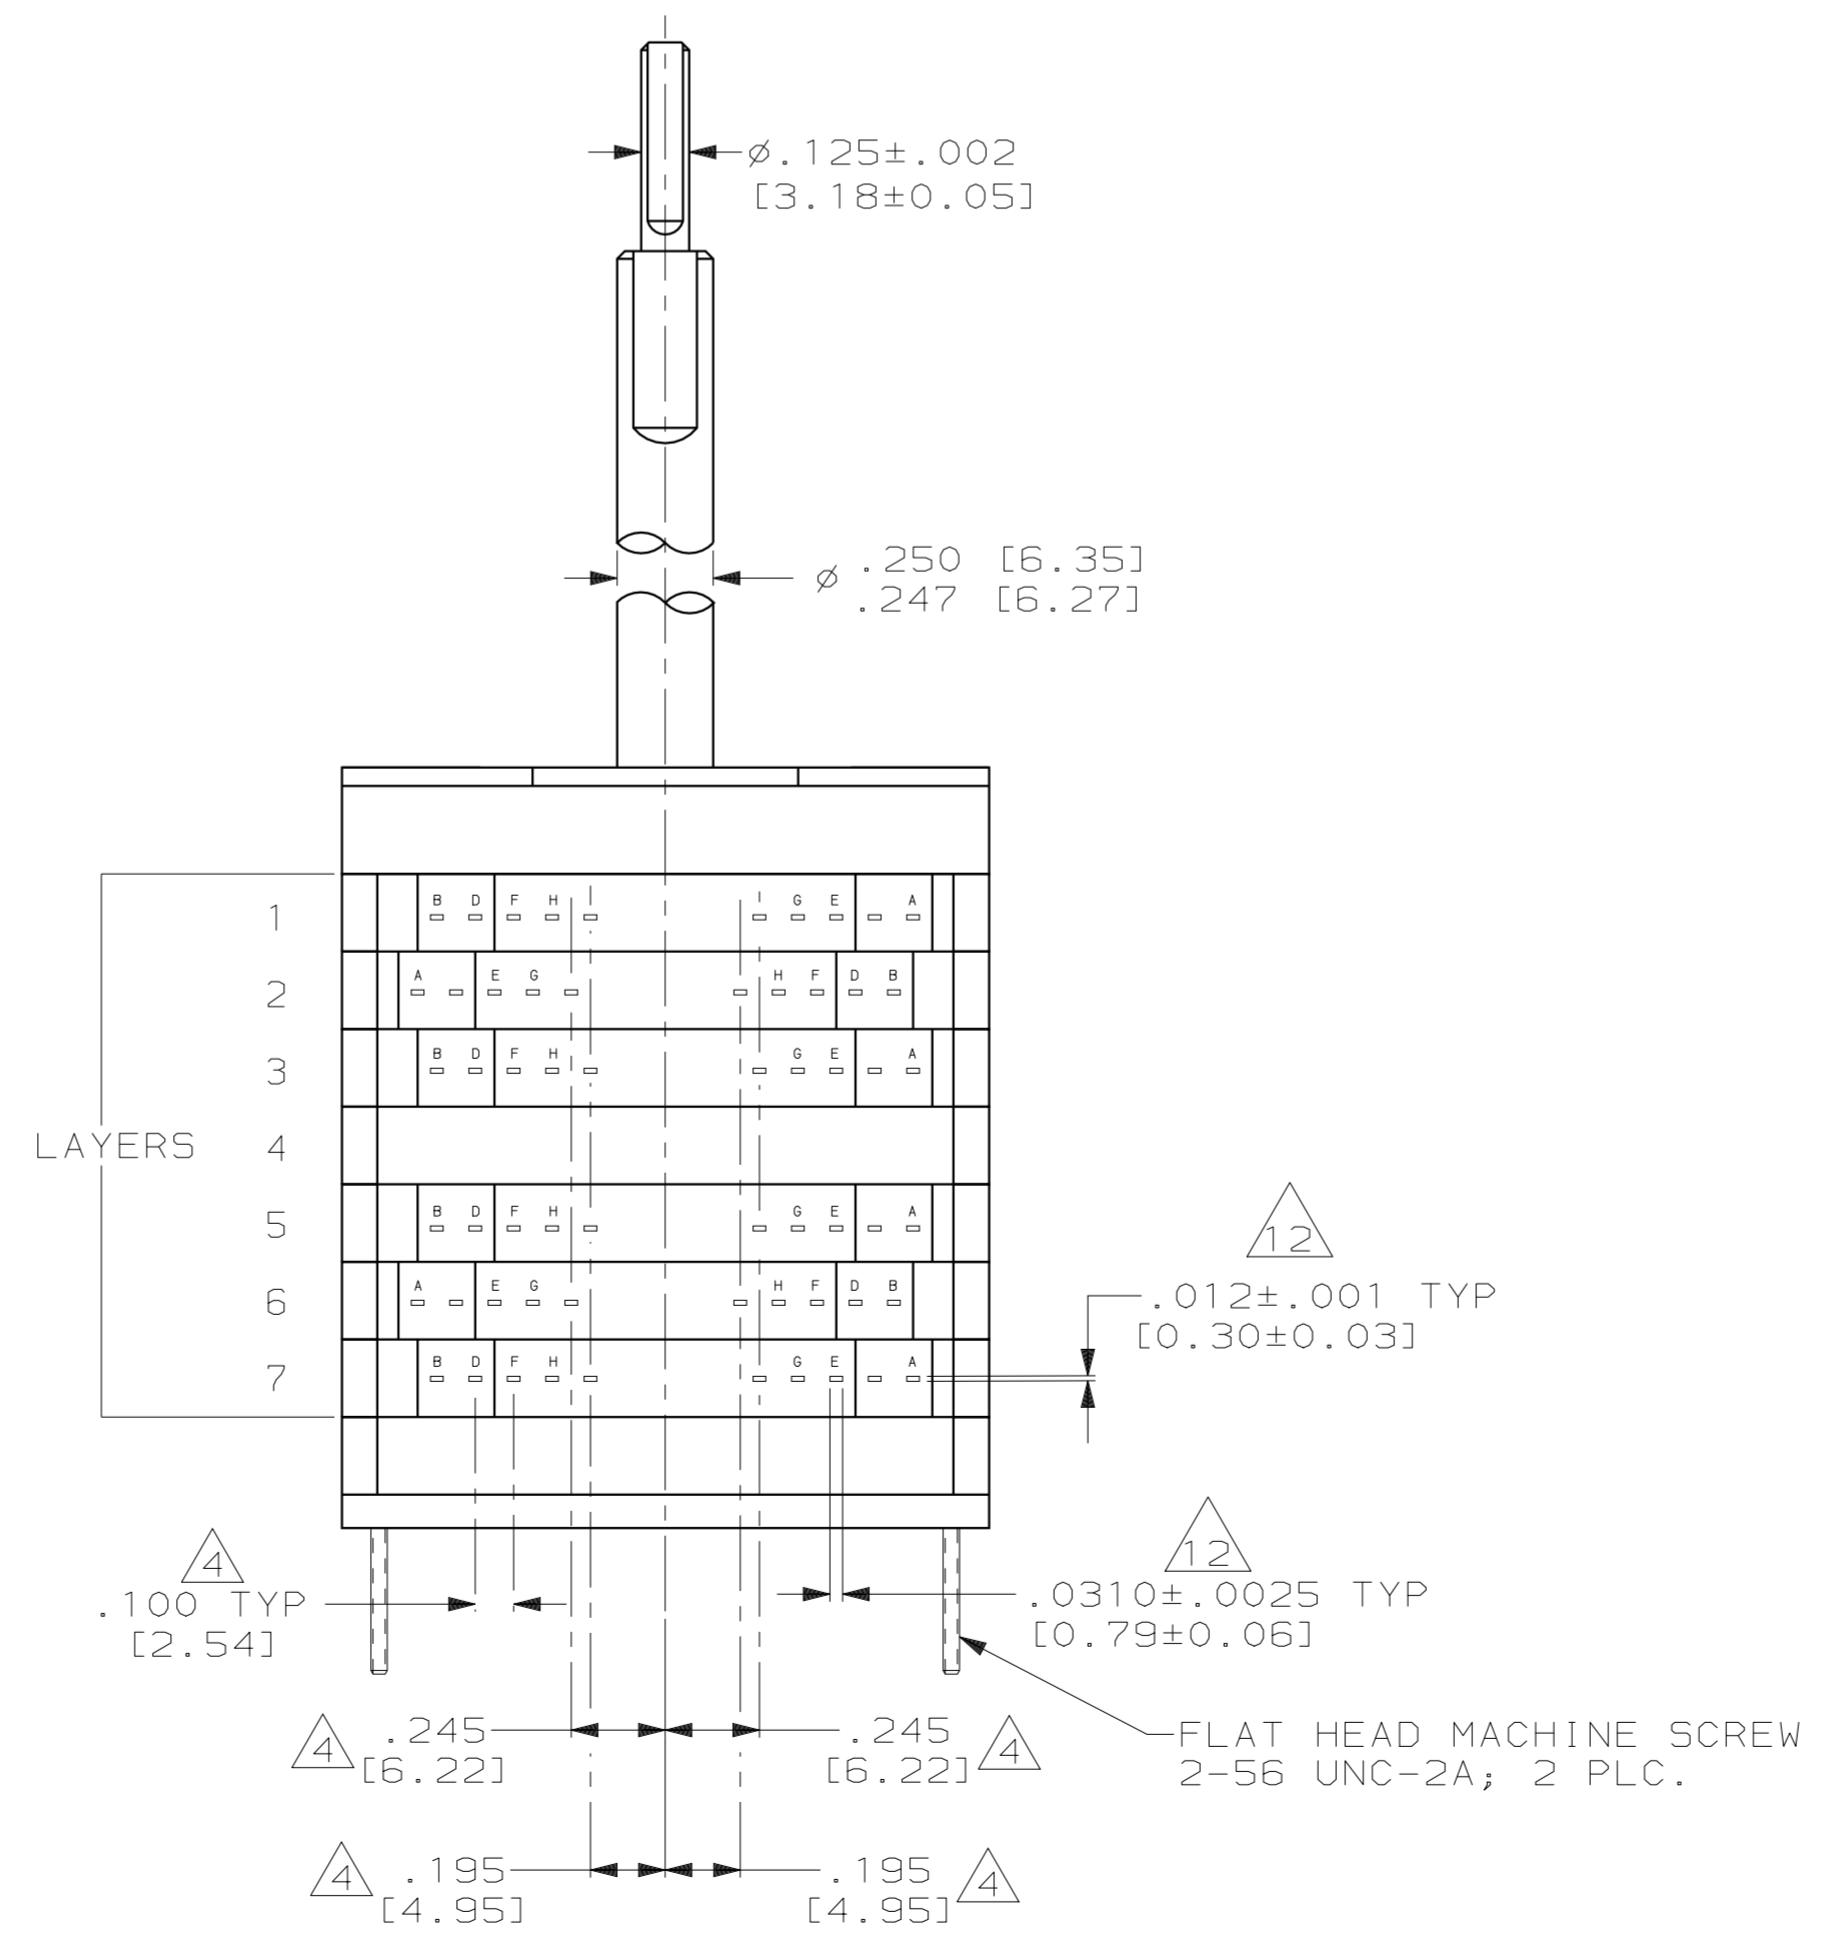 ⌀.125±.002
[3.18±0.05]
⌀ .250 [6.35]
.247 [6.27]
LAYERS
1 B D F H G E A
2 A E G H F D B
3 B D F H G E A
4
5 B D F H G E A
6 A E G H F D B
7 B D F H G E A
12
.012±.001 TYP
[0.30±0.03]
4
.100 TYP
[2.54]
12
.0310±.0025 TYP
[0.79±0.06]
FLAT HEAD MACHINE SCREW
2-56 UNC-2A; 2 PLC.
4 .245
[6.22]
.245 4
[6.22]
4 .195
[4.95]
.195 4
[4.95]